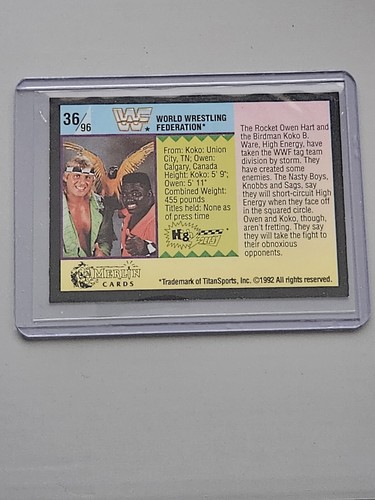 36/96
WF
WORLD WRESTLING
FEDERATION*
From: Koko: Union
City, TN; Owen:
Calgary, Canada
Height: Koko: 5' 9";
Owen: 5' 11"
Combined Weight:
455 pounds
Titles held: None as
of press time
The Rocket Owen Hart and
the Birdman Koko B.
Ware, High Energy, have
taken the WWF tag team
division by storm. They
have created some
enemies. The Nasty Boys,
Knobbs and Sags, say
they will short-circuit High
Energy when they face off
in the squared circle.
Owen and Koko, though,
aren't fretting. They say
they will take the fight to
their obnoxious
opponents.
MERLIN
CARDS
*Trademark of TitanSports, Inc. ©1992 All rights reserved.